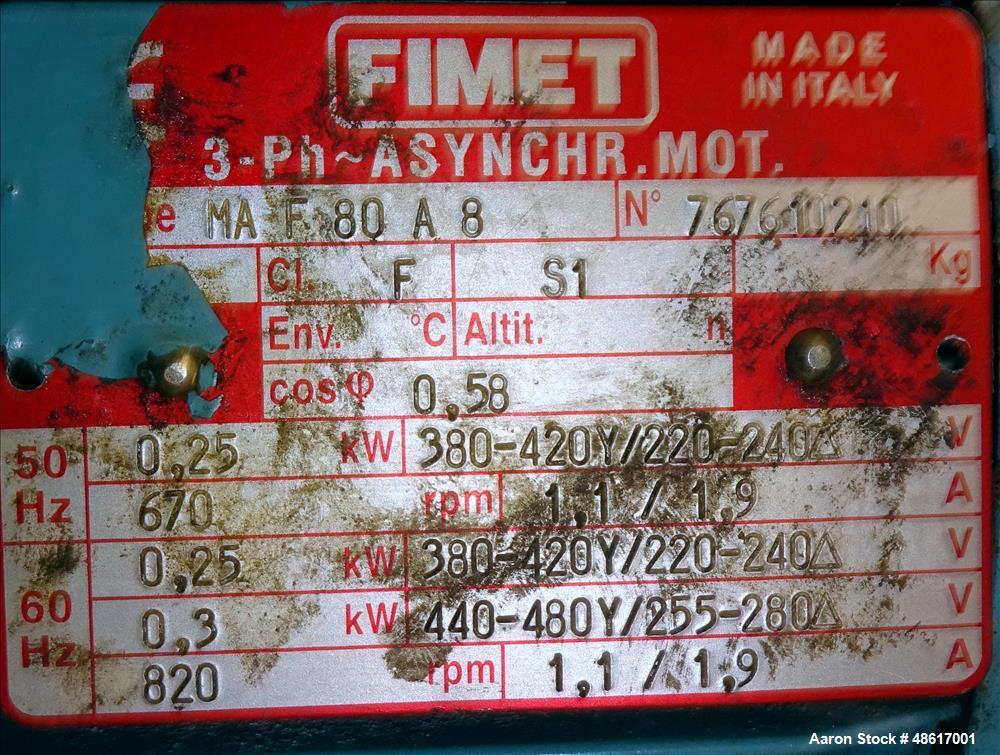 FIMET
MADE
IN ITALY
3-Ph~ASYNCHR.MOT.
e MA F 80 A 8 N° 767610210
Cl. F S1 Kg
Env. °C Altit.
cosφ 0,58
50 Hz 0,25 kW 380-420Y/220-240△ V
670 rpm 1,1 / 1,9 A
60 Hz 0,25 kW 380-420Y/220-240△ V
0,3 kW 440-480Y/255-280△ V
820 rpm 1,1 / 1,9 A
Aaron Stock # 48617001